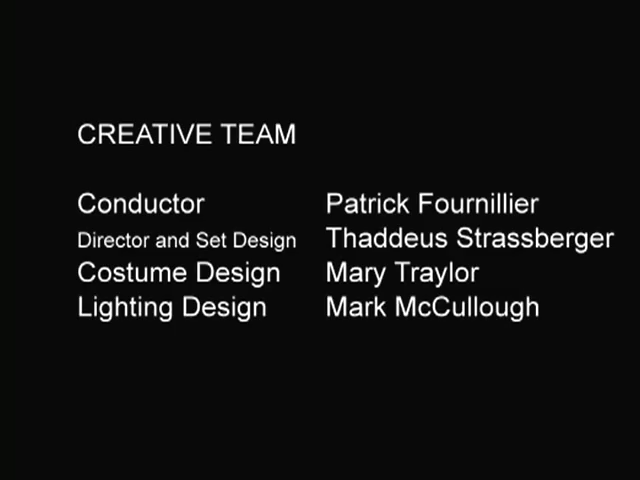 CREATIVE TEAM
Conductor Patrick Fournillier
Director and Set Design Thaddeus Strassberger
Costume Design Mary Traylor
Lighting Design Mark McCullough